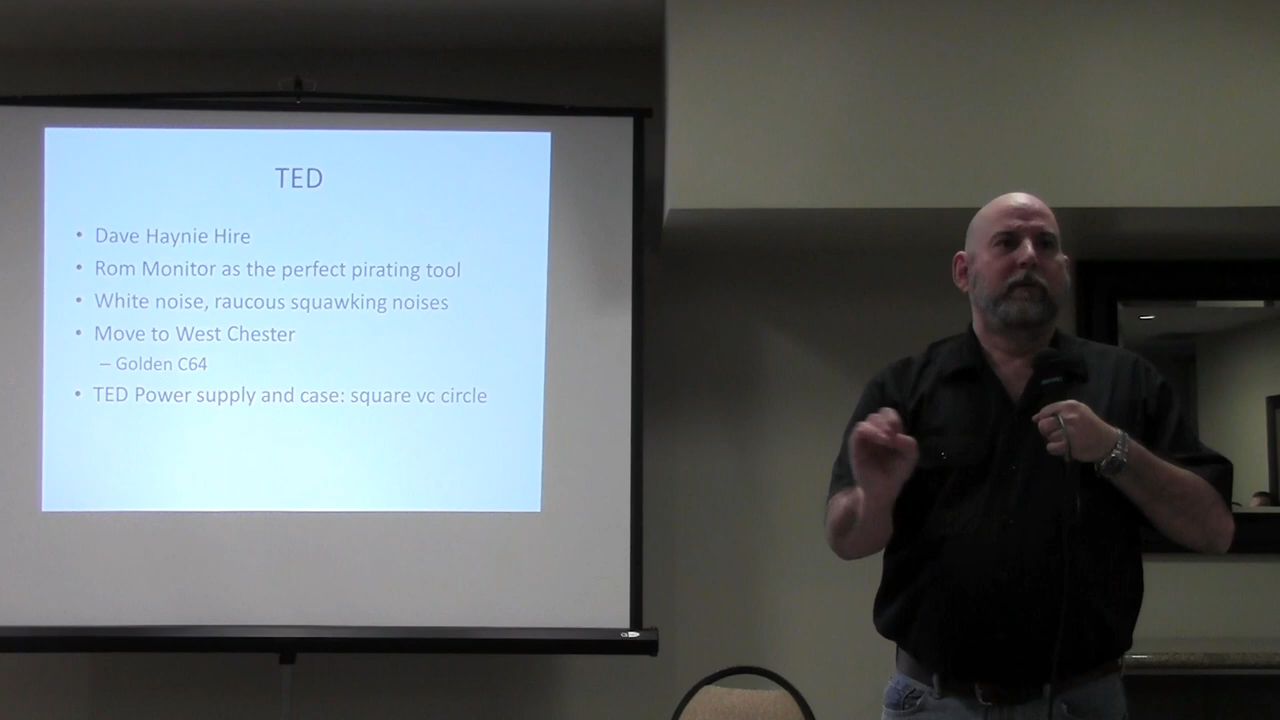 TED
• Dave Haynie Hire
• Rom Monitor as the perfect pirating tool
• White noise, raucous squawking noises
• Move to West Chester
– Golden C64
• TED Power supply and case: square vc circle